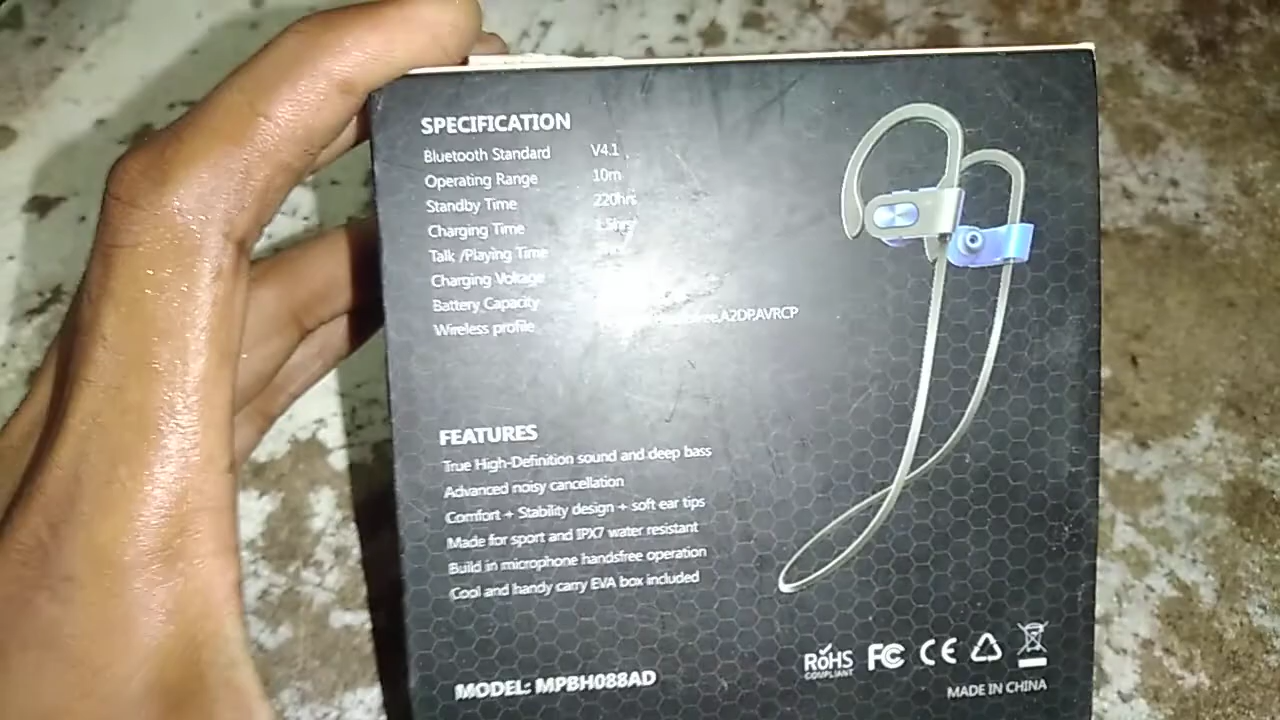 SPECIFICATION
Bluetooth Standard V4.1
Operating Range 10m
Standby Time 220hrs
Charging Time 1.5hrs
Talk /Playing Time
Charging Voltage
Battery Capacity
Wireless profile A2DP,AVRCP
FEATURES
True High-Definition sound and deep bass
Advanced noisy cancellation
Comfort + Stability design + soft ear tips
Made for sport and IPX7 water resistant
Build in microphone handsfree operation
Cool and handy carry EVA box included
MODEL: MPBH088AD
RoHS
COMPLIANT
FC CE
MADE IN CHINA